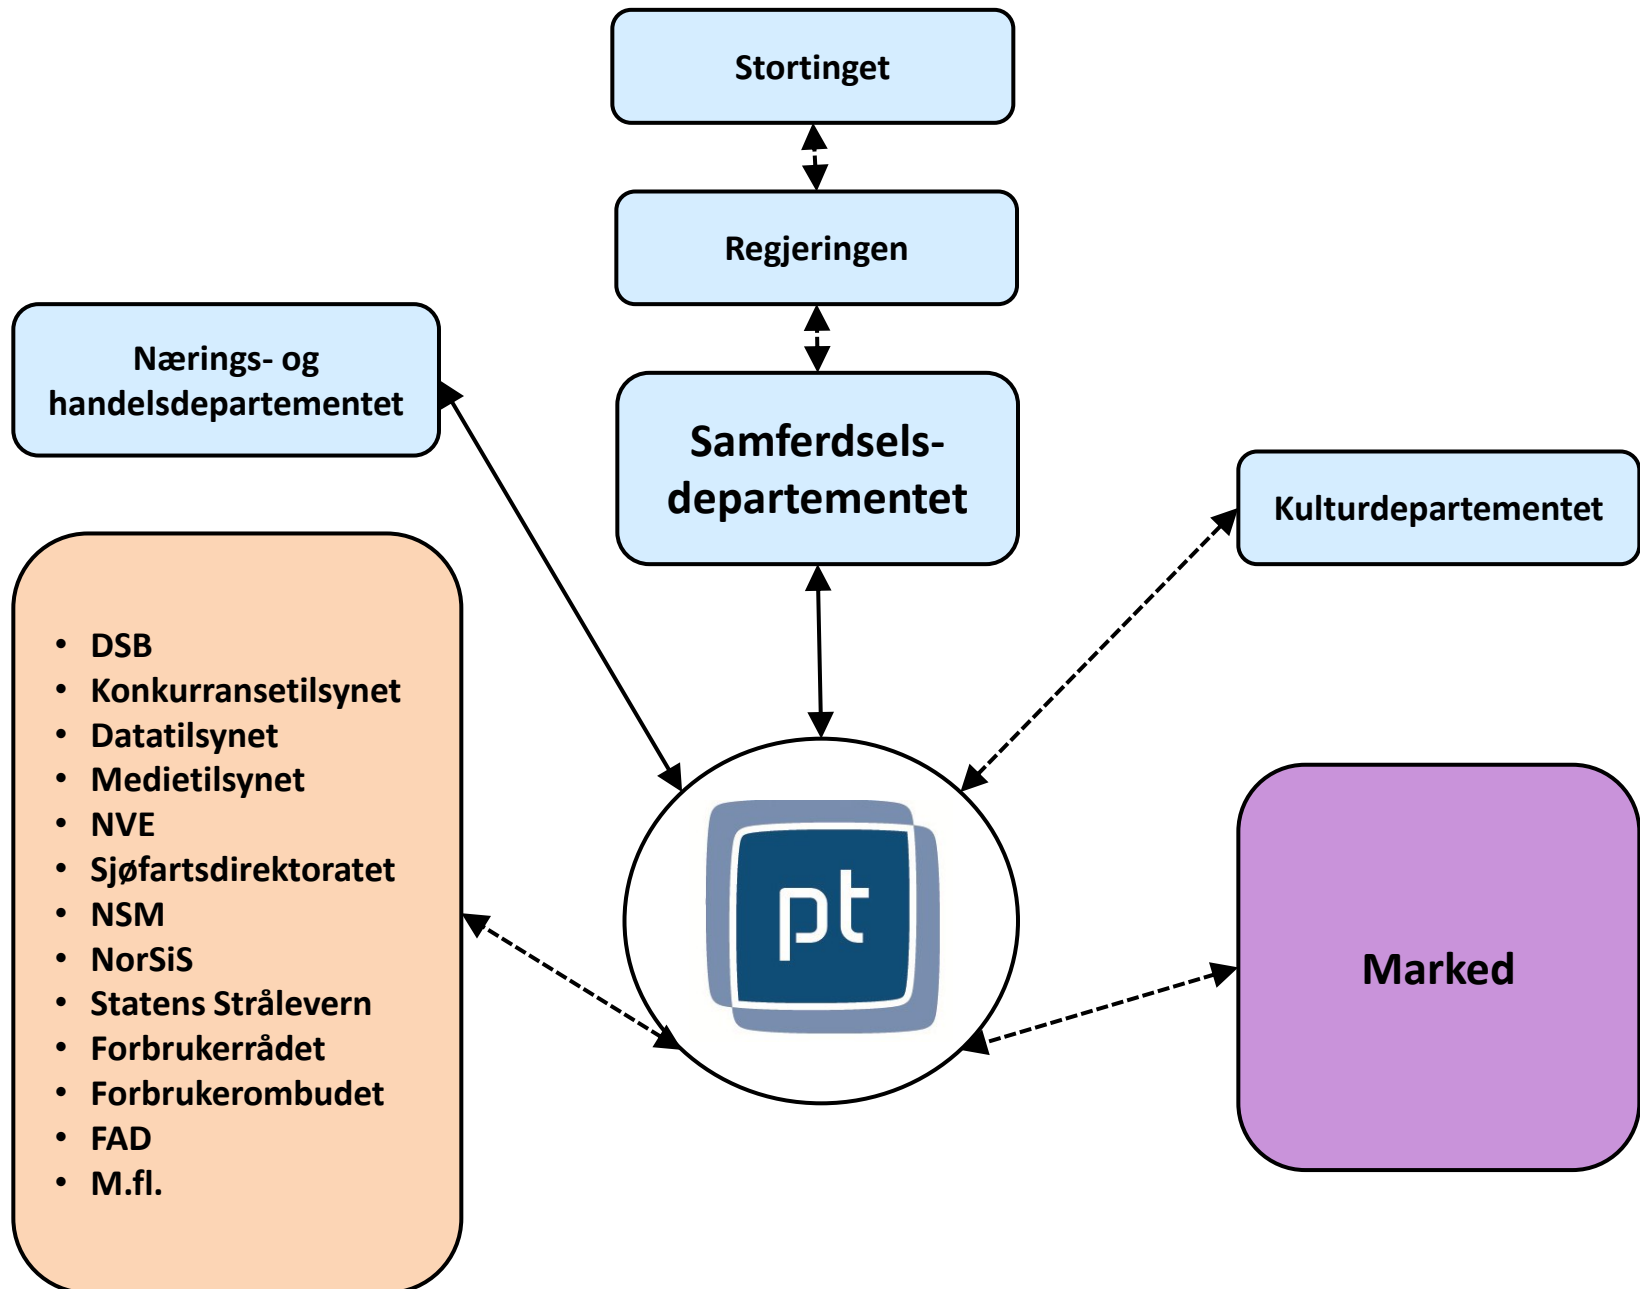 Stortinget
Regjeringen
Nærings- og
handelsdepartementet
Samferdsels-
departementet
Kulturdepartementet
• DSB
• Konkurransetilsynet
• Datatilsynet
• Medietilsynet
• NVE
• Sjøfartsdirektoratet
• NSM
• NorSiS
• Statens Strålevern
• Forbrukerrådet
• Forbrukerombudet
• FAD
• M.fl.
pt
Marked